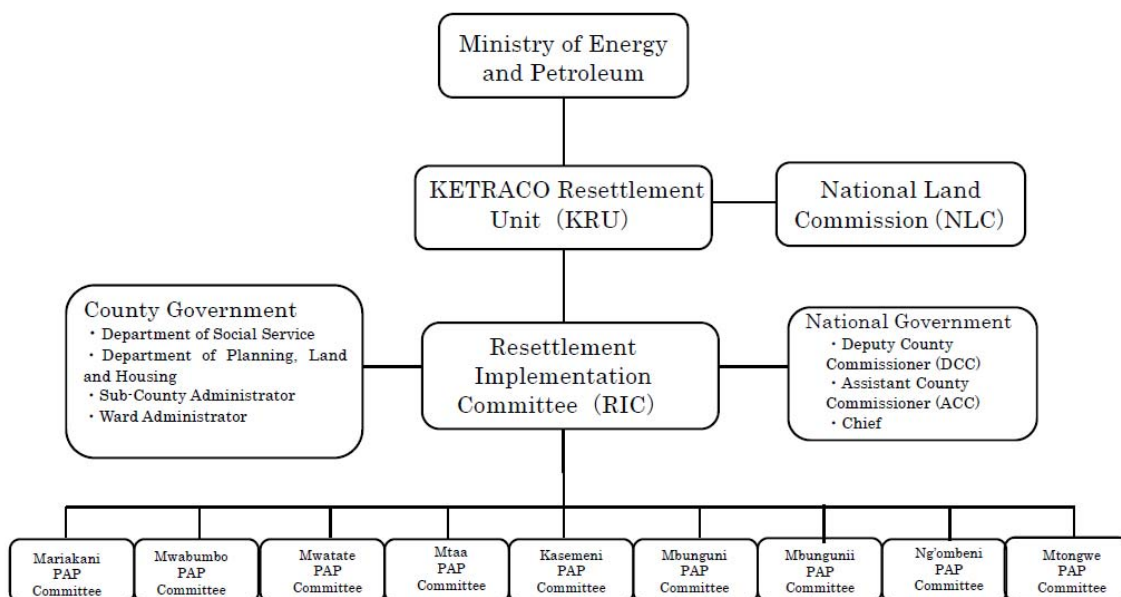 Ministry of Energy
and Petroleum
KETRACO Resettlement
Unit (KRU)
National Land
Commission (NLC)
County Government
・Department of Social Service
・Department of Planning, Land
and Housing
・Sub-County Administrator
・Ward Administrator
Resettlement
Implementation
Committee (RIC)
National Government
・Deputy County
Commissioner (DCC)
・Assistant County
Commissioner (ACC)
・Chief
Mariakani
PAP
Committee
Mwabumbo
PAP
Committee
Mwatate
PAP
Committee
Mtaa
PAP
Committee
Kasemeni
PAP
Committee
Mbunguni
PAP
Committee
Mbungunii
PAP
Committee
Ng'ombeni
PAP
Committee
Mtongwe
PAP
Committee